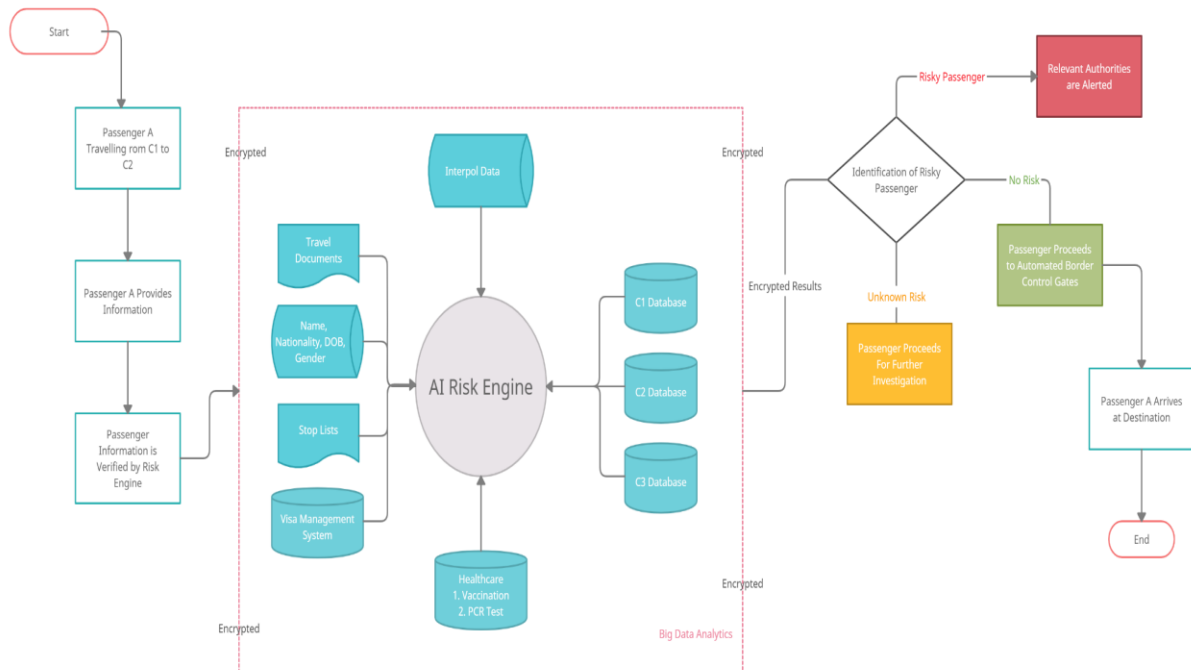 Start
Passenger A
Travelling rom C1 to
C2
Passenger A Provides
Information
Passenger
Information is
Verified by Risk
Engine
Encrypted
Encrypted
Interpol Data
Travel
Documents
Name,
Nationality, DOB,
Gender
Stop Lists
Visa Management
System
AI Risk Engine
Healthcare
1. Vaccination
2. PCR Test
C1 Database
C2 Database
C3 Database
Encrypted
Encrypted
Big Data Analytics
Encrypted Results
Identification of Risky
Passenger
Risky Passenger
Relevant Authorities
are Alerted
No Risk
Passenger Proceeds
to Automated Border
Control Gates
Unknown Risk
Passenger Proceeds
For Further
Investigation
Passenger A Arrives
at Destination
End